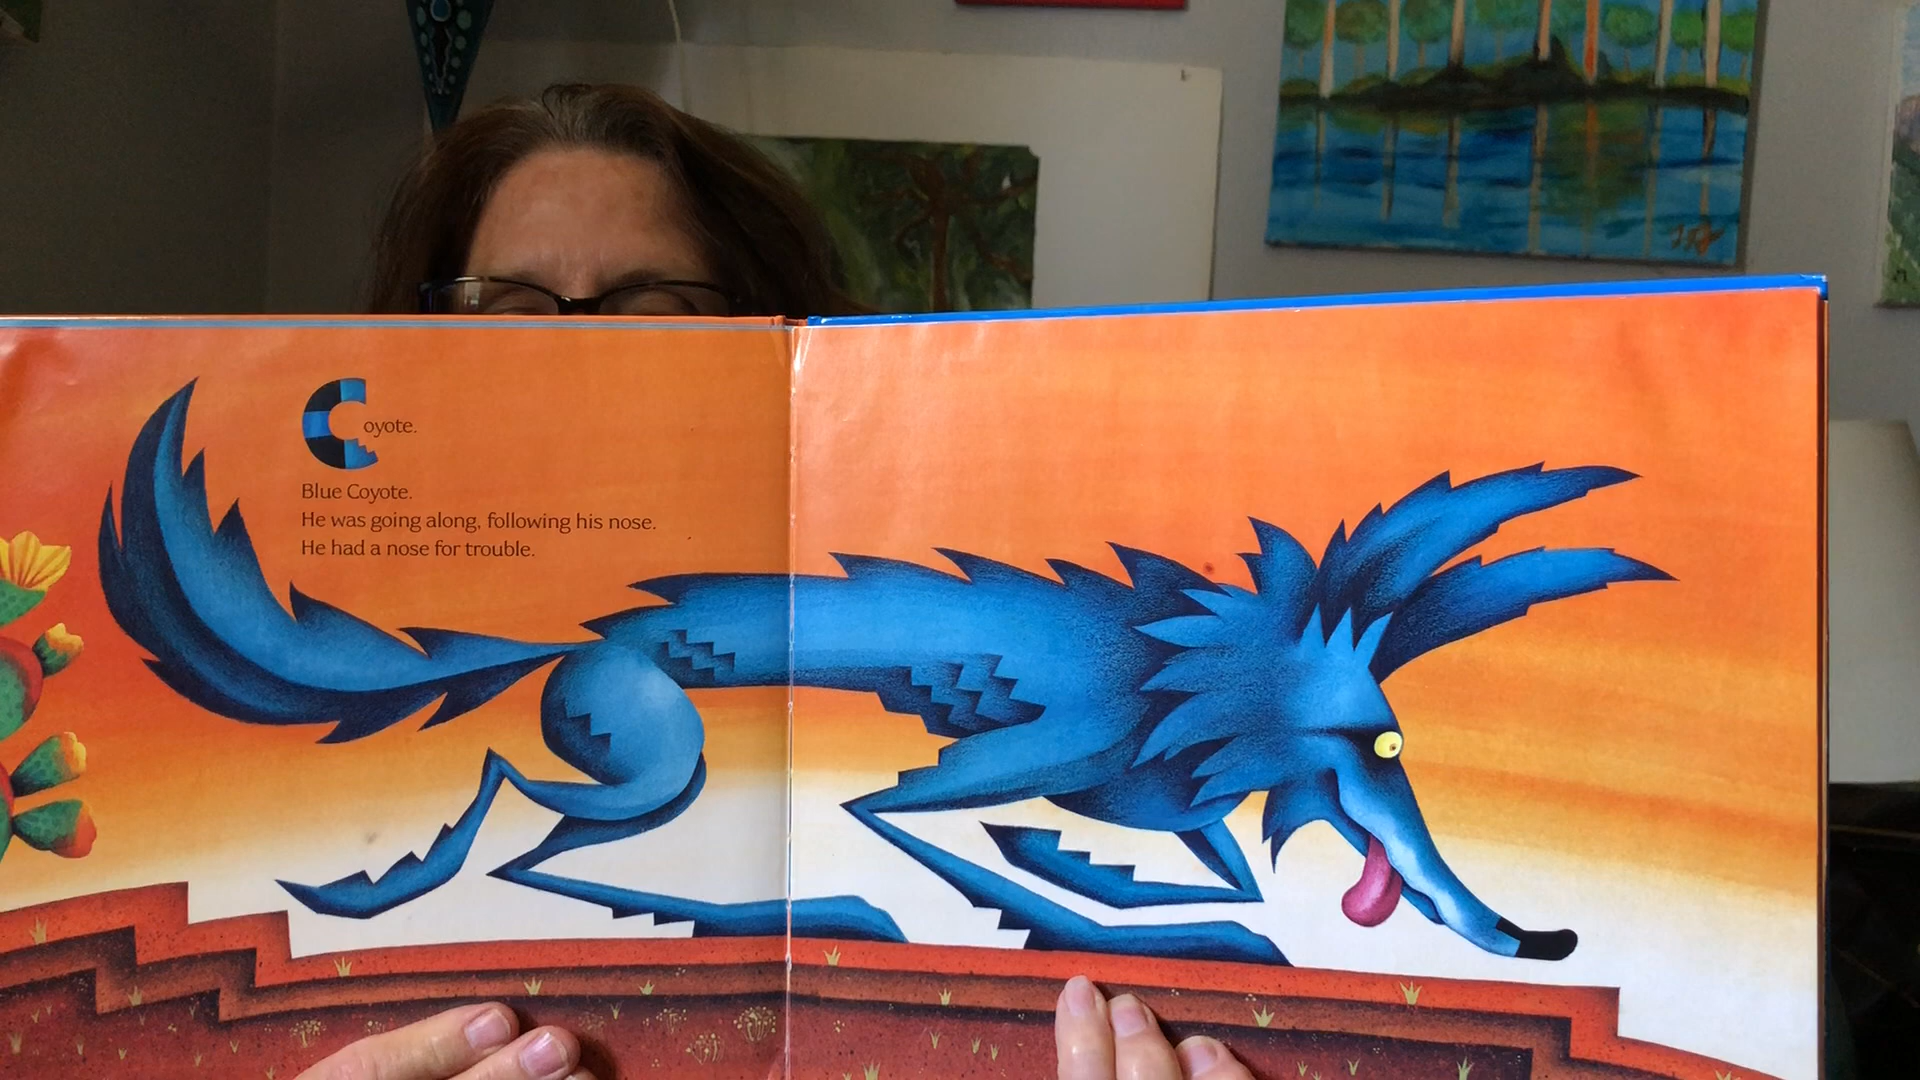 Coyote.
Blue Coyote.
He was going along, following his nose.
He had a nose for trouble.